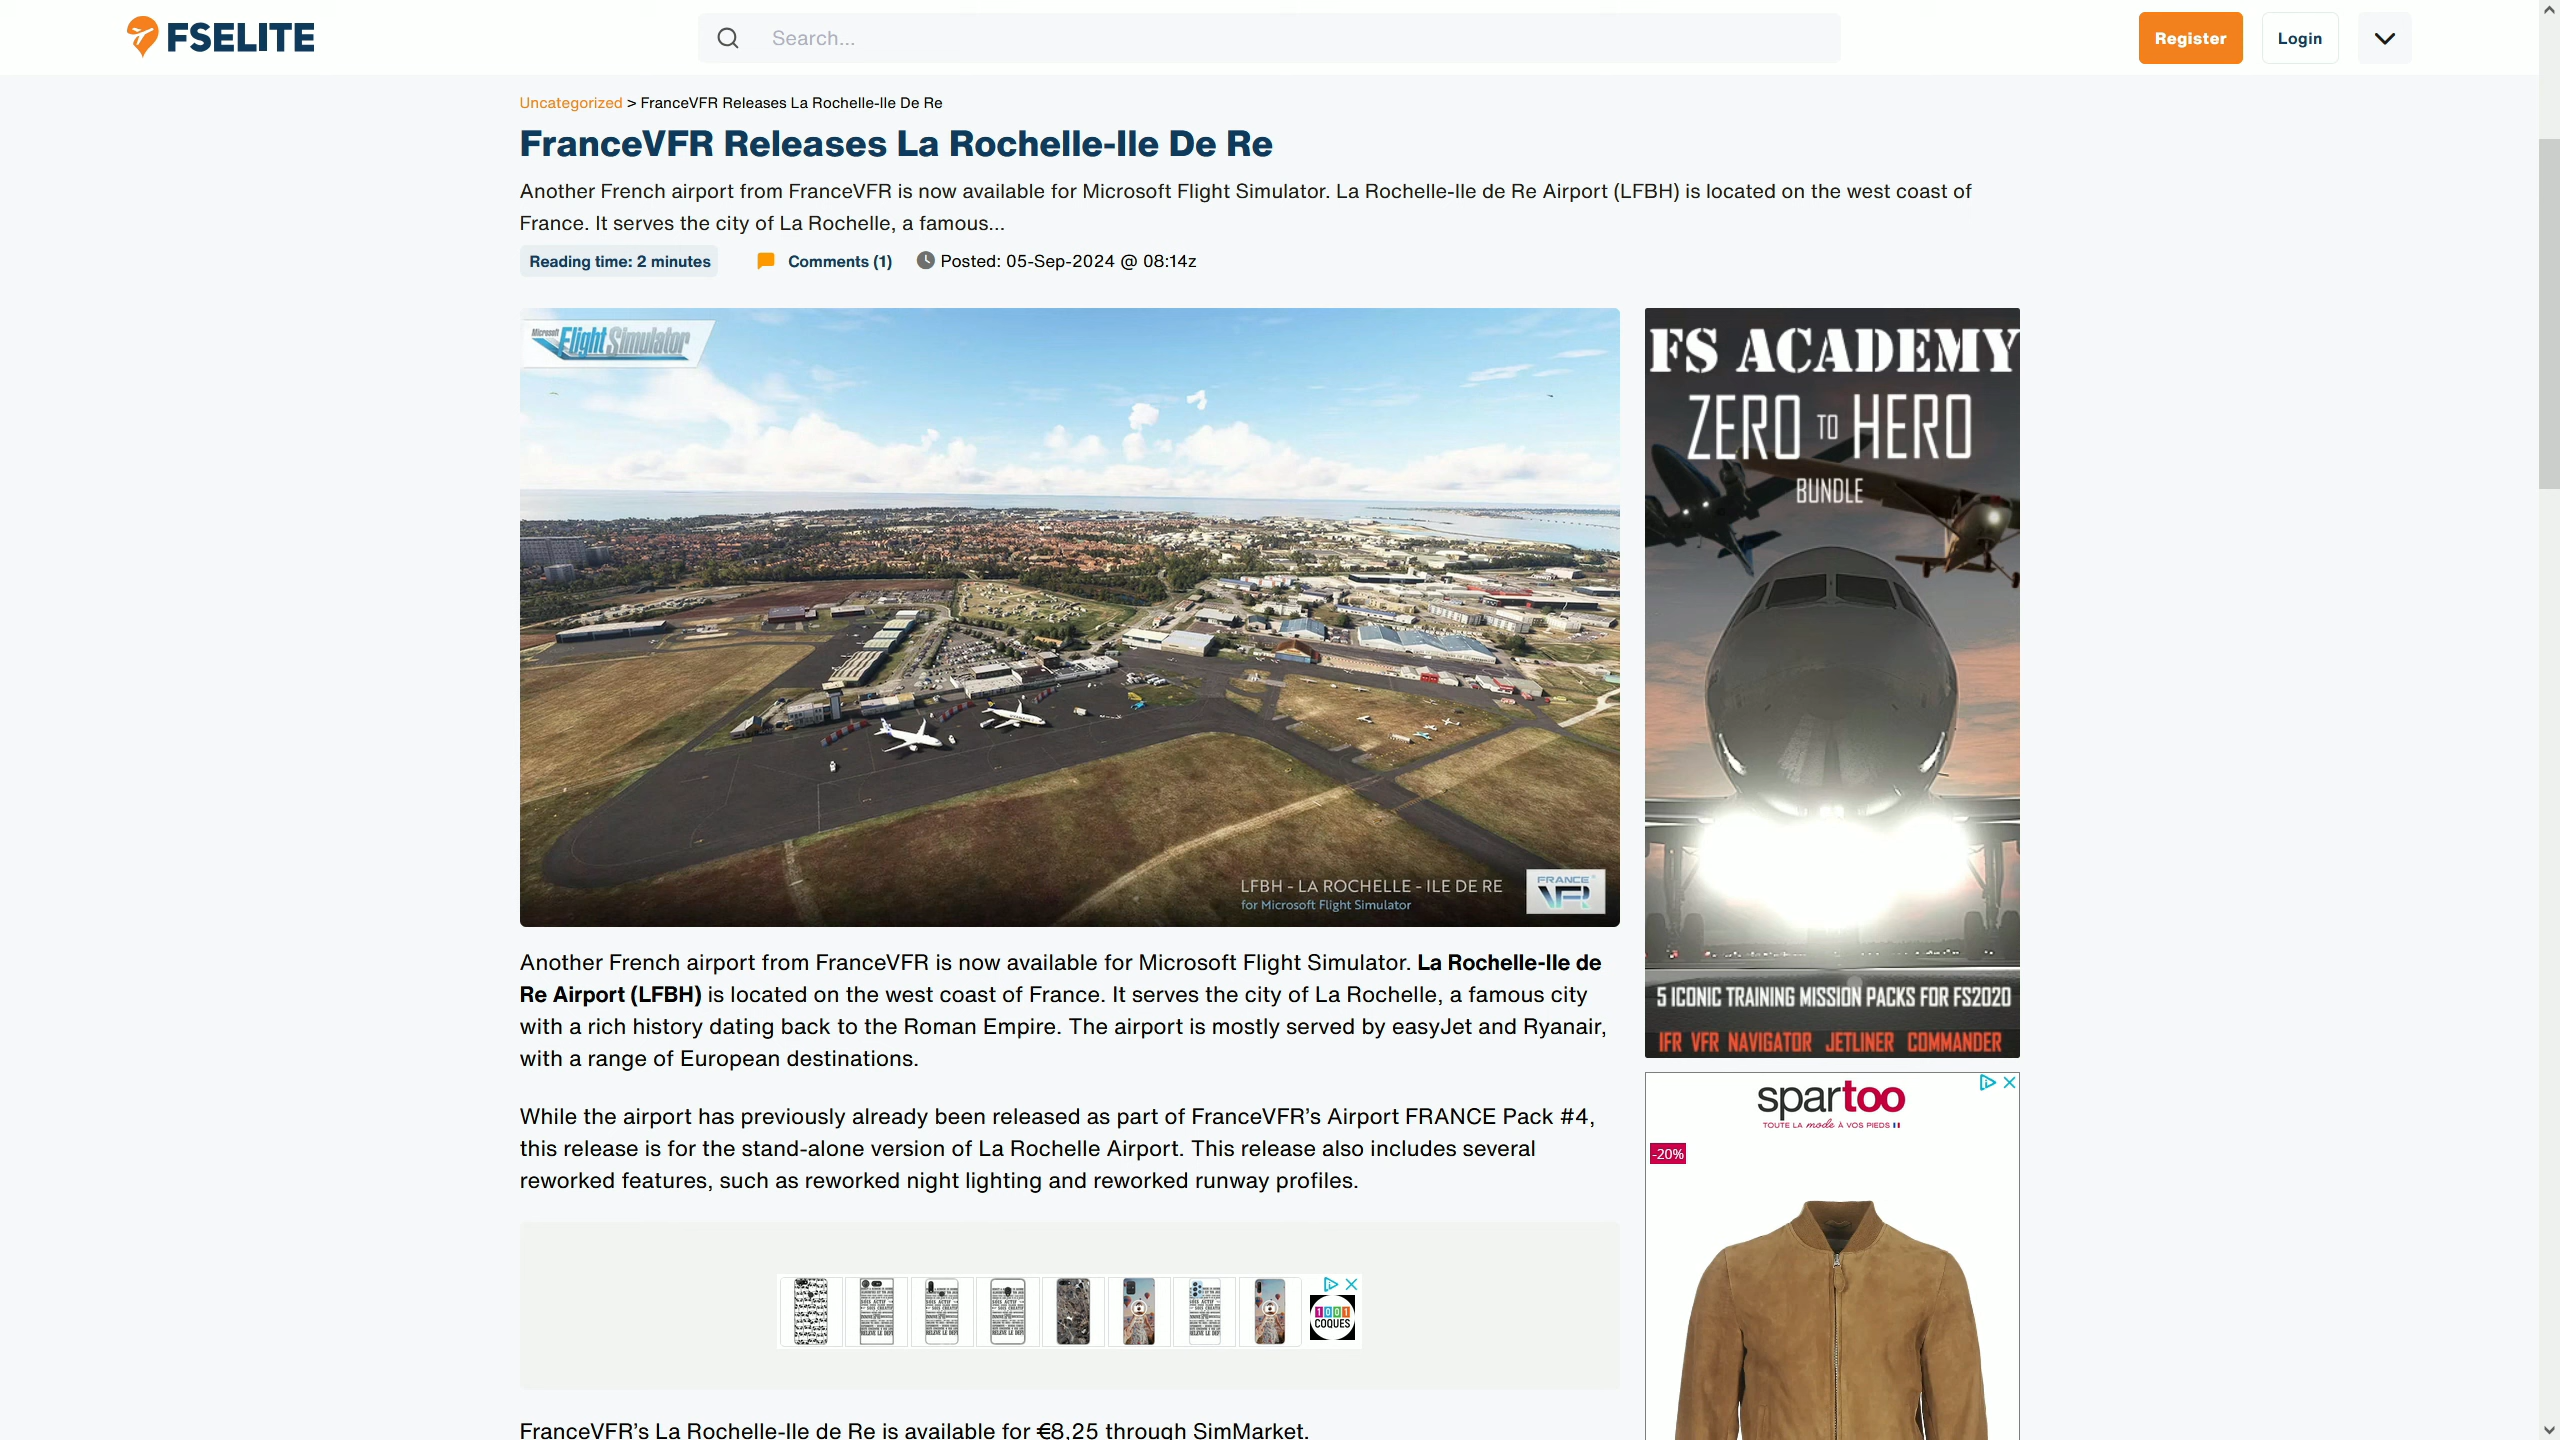 FSELITE
Search...
Register
Login
Uncategorized > FranceVFR Releases La Rochelle-Ile De Re
FranceVFR Releases La Rochelle-Ile De Re
Another French airport from FranceVFR is now available for Microsoft Flight Simulator. La Rochelle-Ile de Re Airport (LFBH) is located on the west coast of
France. It serves the city of La Rochelle, a famous...
Reading time: 2 minutes
Comments (1)
Posted: 05-Sep-2024 @ 08:14z
Microsoft
Flight Simulator
LFBH - LA ROCHELLE - ILE DE RE
for Microsoft Flight Simulator
FRANCE
VFR
Another French airport from FranceVFR is now available for Microsoft Flight Simulator. La Rochelle-Ile de
Re Airport (LFBH) is located on the west coast of France. It serves the city of La Rochelle, a famous city
with a rich history dating back to the Roman Empire. The airport is mostly served by easyJet and Ryanair,
with a range of European destinations.
While the airport has previously already been released as part of FranceVFR’s Airport FRANCE Pack #4,
this release is for the stand-alone version of La Rochelle Airport. This release also includes several
reworked features, such as reworked night lighting and reworked runway profiles.
1001
COQUES
FranceVFR’s La Rochelle-Ile de Re is available for €8,25 through SimMarket.
FS ACADEMY
ZERO TO HERO
BUNDLE
5 ICONIC TRAINING MISSION PACKS FOR FS2020
IFR VFR NAVIGATOR JETLINER COMMANDER
spartoo
TOUTE LA mode À VOS PIEDS
-20%